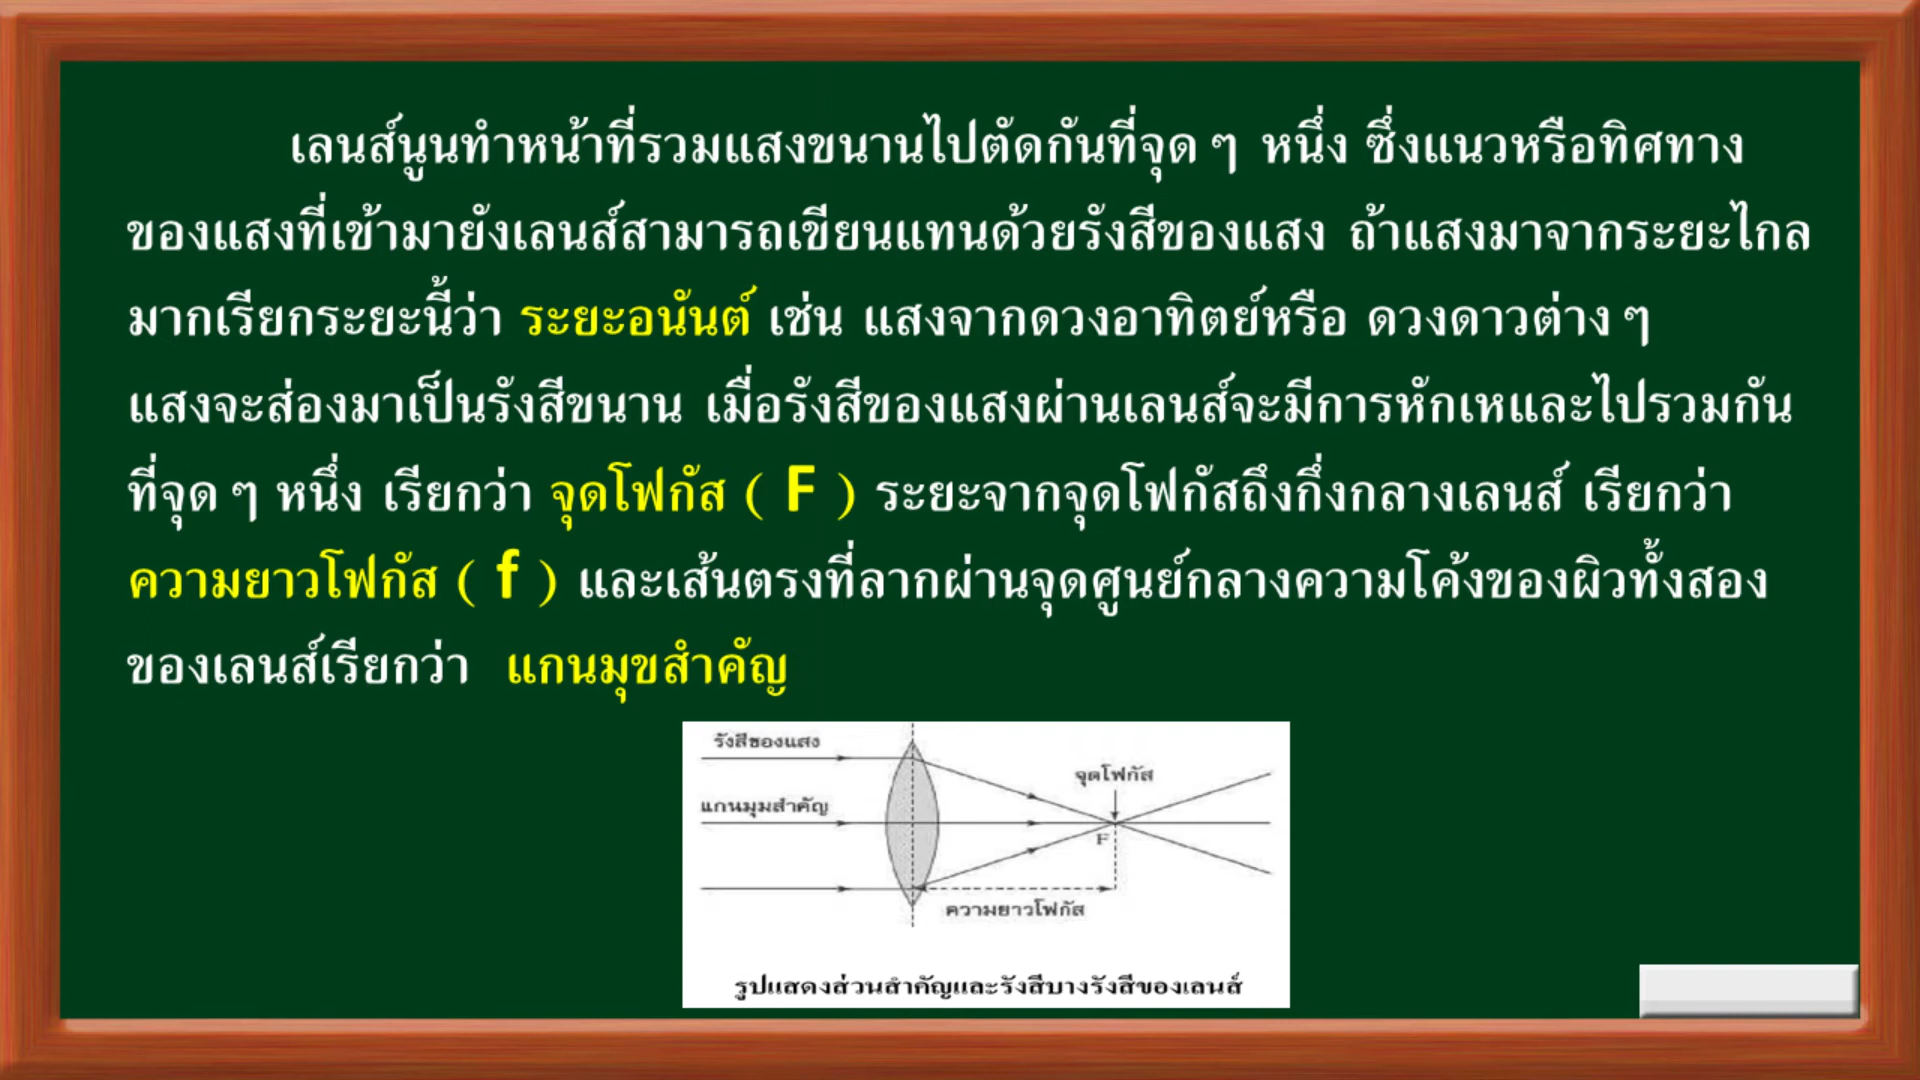 เลนส์นูนทำหน้าที่รวมแสงขนานไปตัดกันที่จุด ๆ หนึ่ง ซึ่งแนวหรือทิศทาง
ของแสงที่เข้ามายังเลนส์สามารถเขียนแทนด้วยรังสีของแสง ถ้าแสงมาจากระยะไกล
มากเรียกระยะนี้ว่า ระยะอนันต์ เช่น แสงจากดวงอาทิตย์หรือ ดวงดาวต่าง ๆ
แสงจะส่องมาเป็นรังสีขนาน เมื่อรังสีของแสงผ่านเลนส์จะมีการหักเหและไปรวมกัน
ที่จุด ๆ หนึ่ง เรียกว่า จุดโฟกัส ( F ) ระยะจากจุดโฟกัสถึงกึ่งกลางเลนส์ เรียกว่า
ความยาวโฟกัส ( f ) และเส้นตรงที่ลากผ่านจุดศูนย์กลางความโค้งของผิวทั้งสอง
ของเลนส์เรียกว่า แกนมุขสำคัญ
รังสีของแสง
จุดโฟกัส
แกนมุมสำคัญ
F
ความยาวโฟกัส
รูปแสดงส่วนสำคัญและรังสีบางรังสีของเลนส์